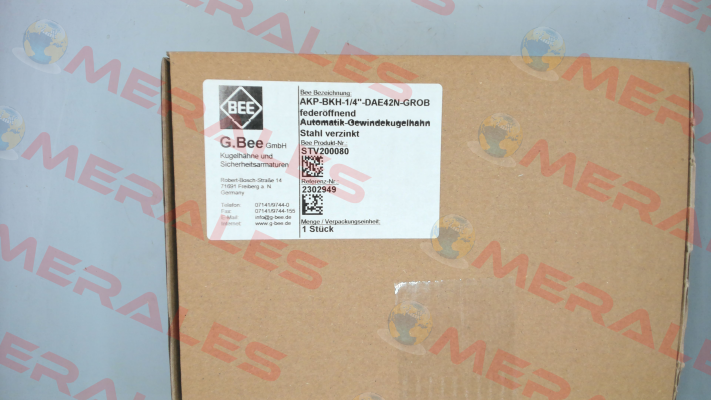 BEE
G.Bee GmbH
Kugelhähne und
Sicherheitsarmaturen
Robert-Bosch-Straße 14
71691 Freiberg a. N
Germany
Telefon: 07141/9744-0
Fax: 07141/9744-155
E-Mail: info@g-bee.de
Internet: www.g-bee.de
Bee Bezeichnung:
AKP-BKH-1/4"-DAE42N-GROB
federöffnend
Automatik-Gewindekugelhahn
Stahl verzinkt
Bee Produkt-Nr.:
STV200080
Referenz-Nr.:
2302949
Menge / Verpackungseinheit:
1 Stück
MERALES
MERALES
MERALES
MERALES
MERALES